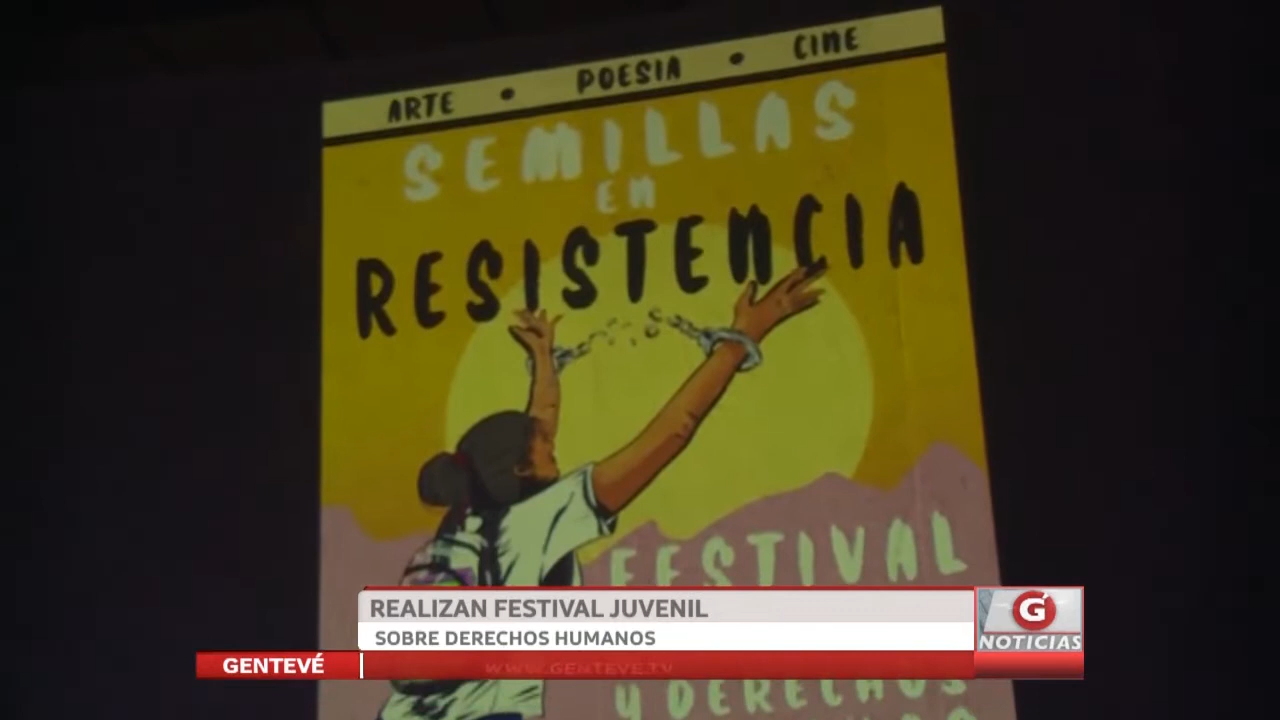 ARTE • POESIA • CINE
SEMILLAS
EN
RESISTENCIA
FESTIVAL
REALIZAN FESTIVAL JUVENIL
SOBRE DERECHOS HUMANOS
G
NOTICIAS
GENTEVÉ
WWW.GENTEVE.TV
Y DERECHOS